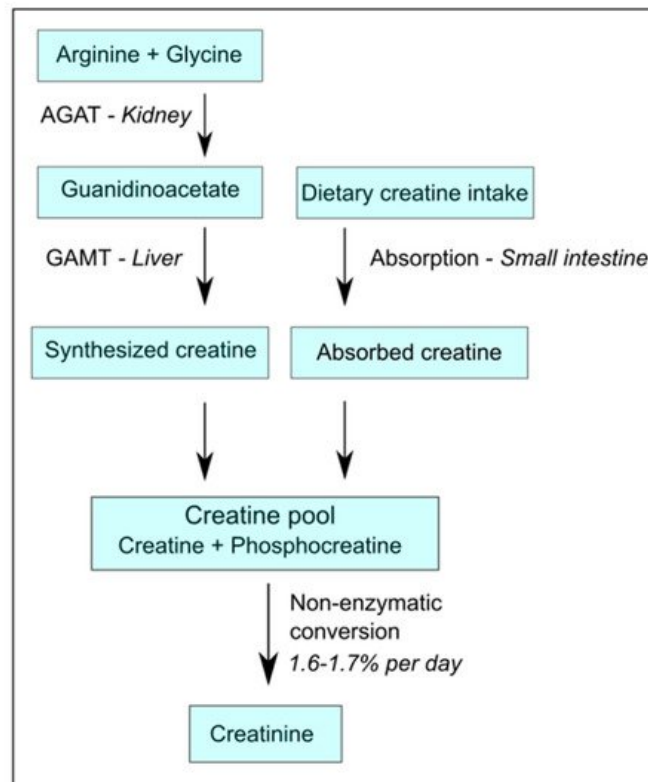 Arginine + Glycine
AGAT - Kidney
Guanidinoacetate
Dietary creatine intake
GAMT - Liver
Absorption - Small intestine
Synthesized creatine
Absorbed creatine
Creatine pool
Creatine + Phosphocreatine
Non-enzymatic
conversion
1.6-1.7% per day
Creatinine